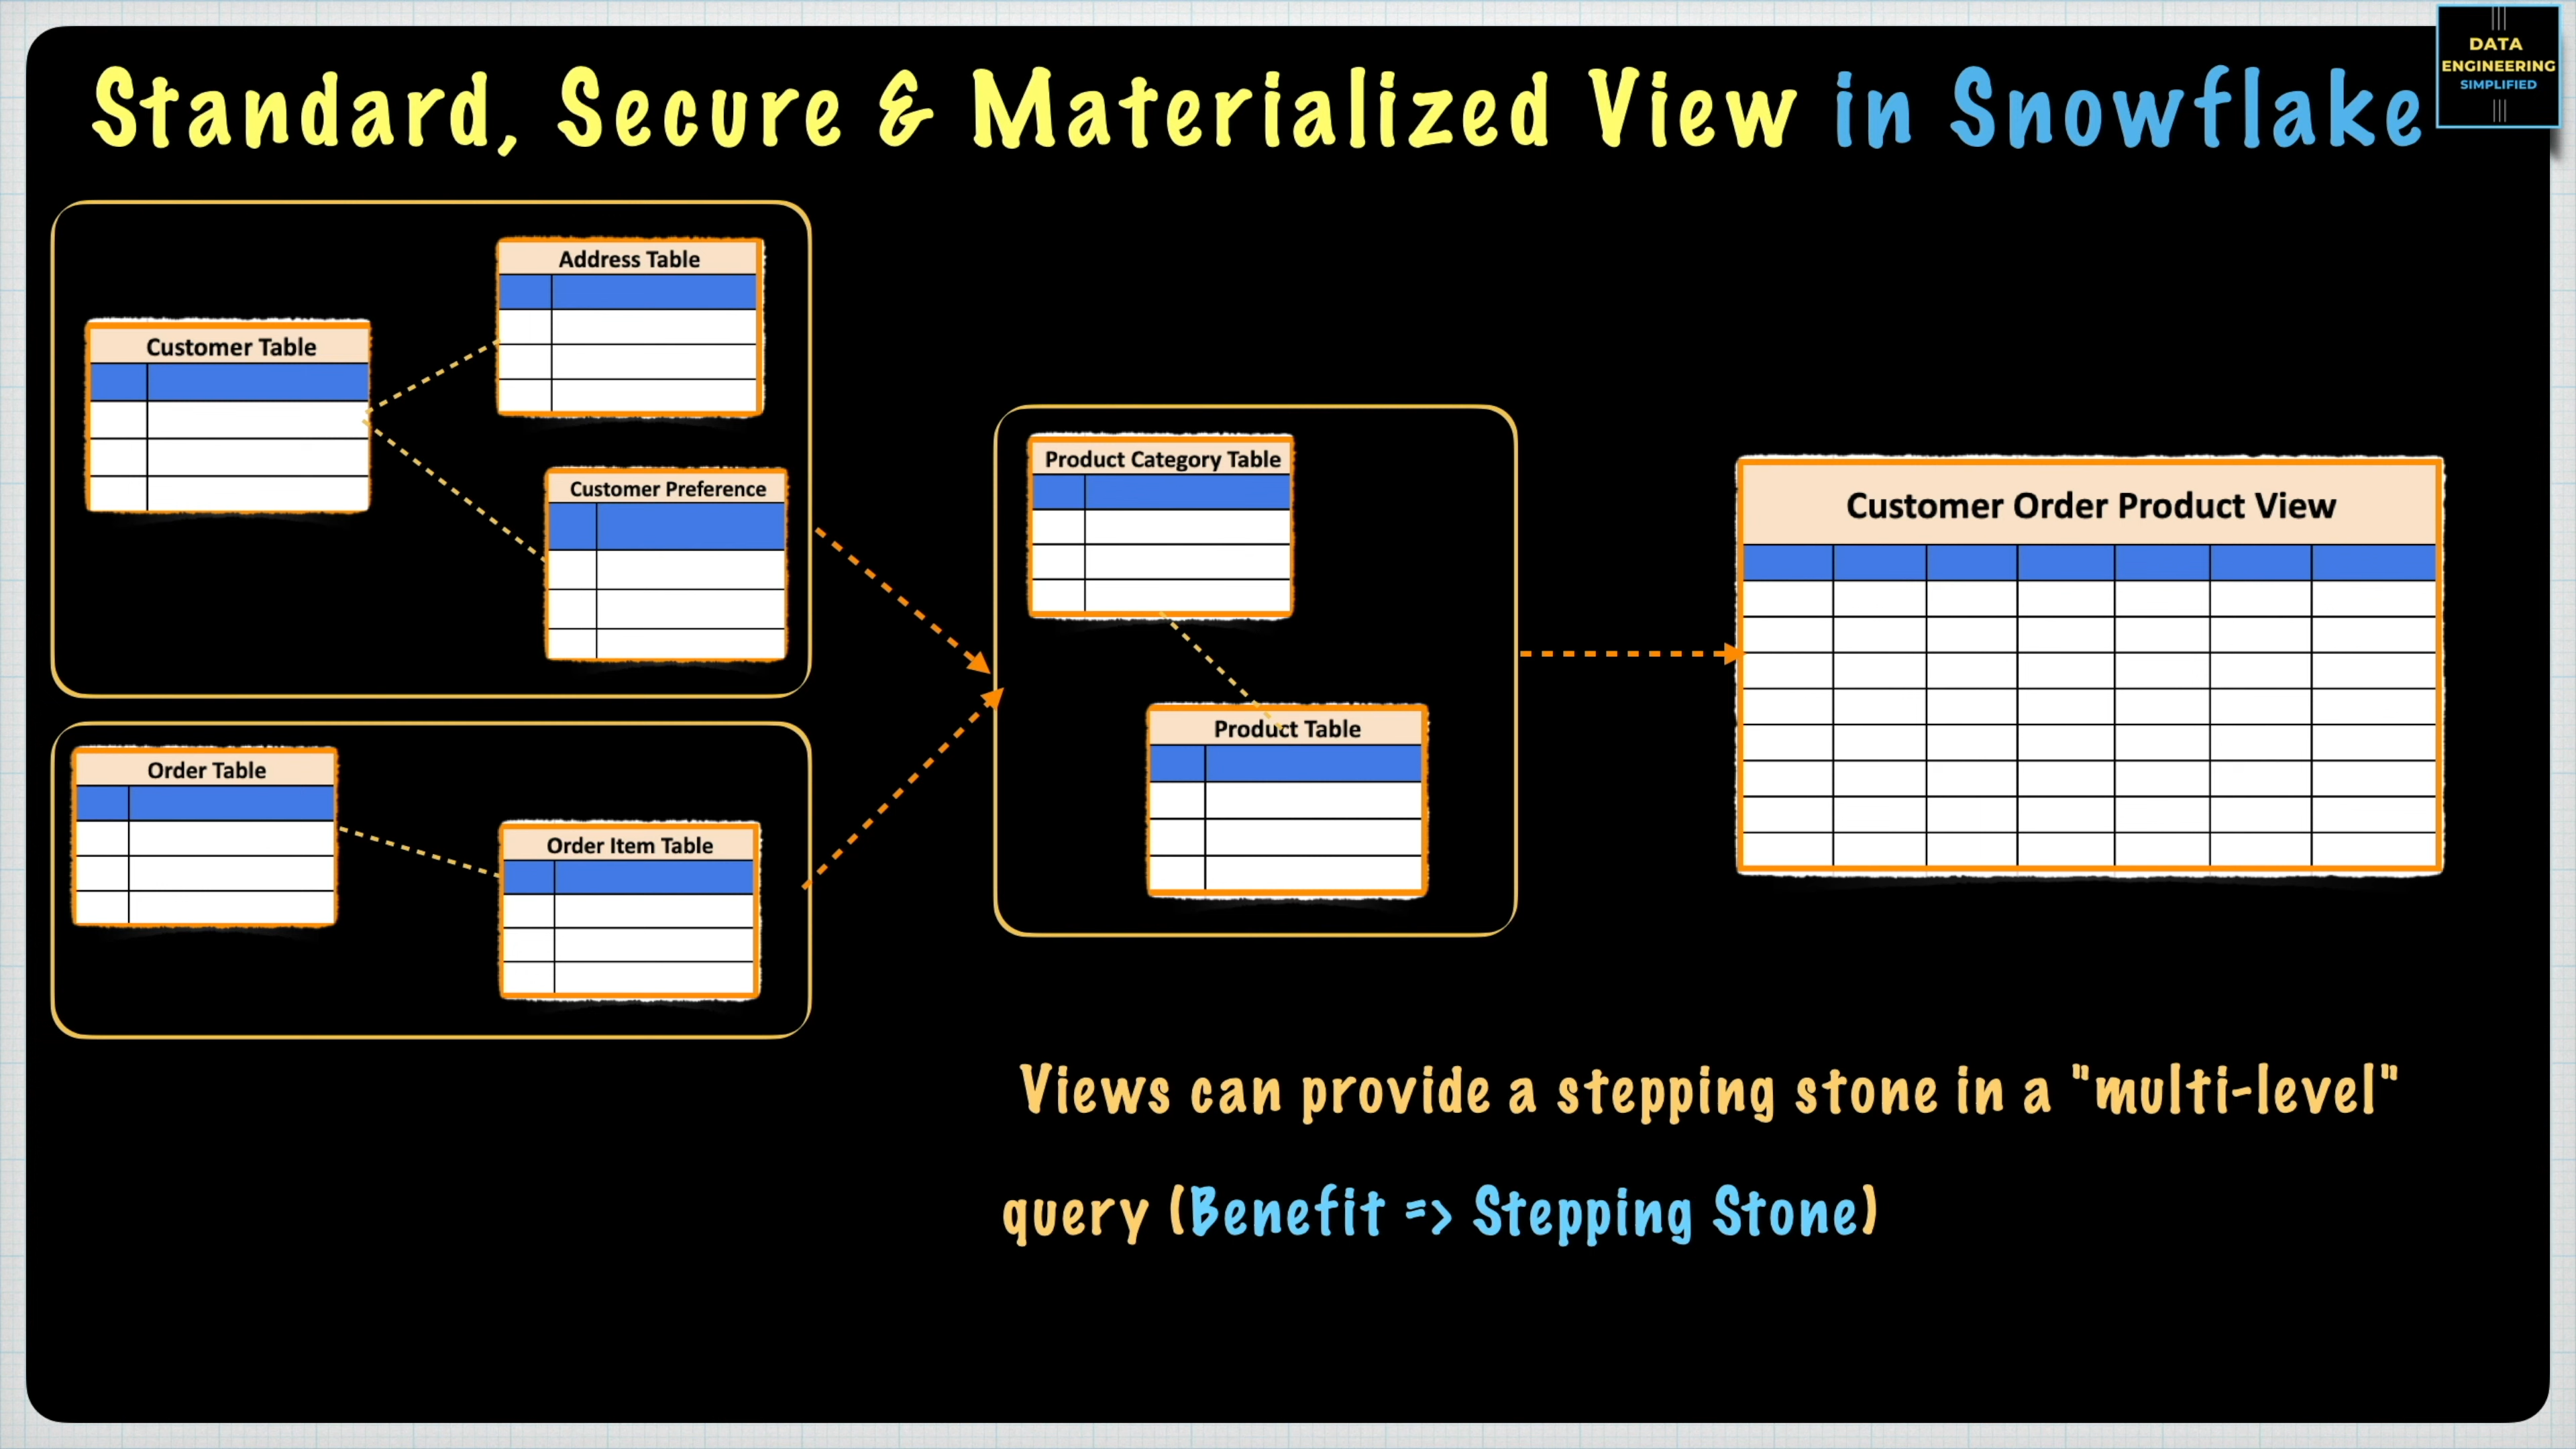 Standard, Secure & Materialized View in Snowflake
DATA
ENGINEERING
SIMPLIFIED
Address Table
Customer Table
Customer Preference
Order Table
Order Item Table
Product Category Table
Product Table
Customer Order Product View
Views can provide a stepping stone in a "multi-level"
query (Benefit => Stepping Stone)